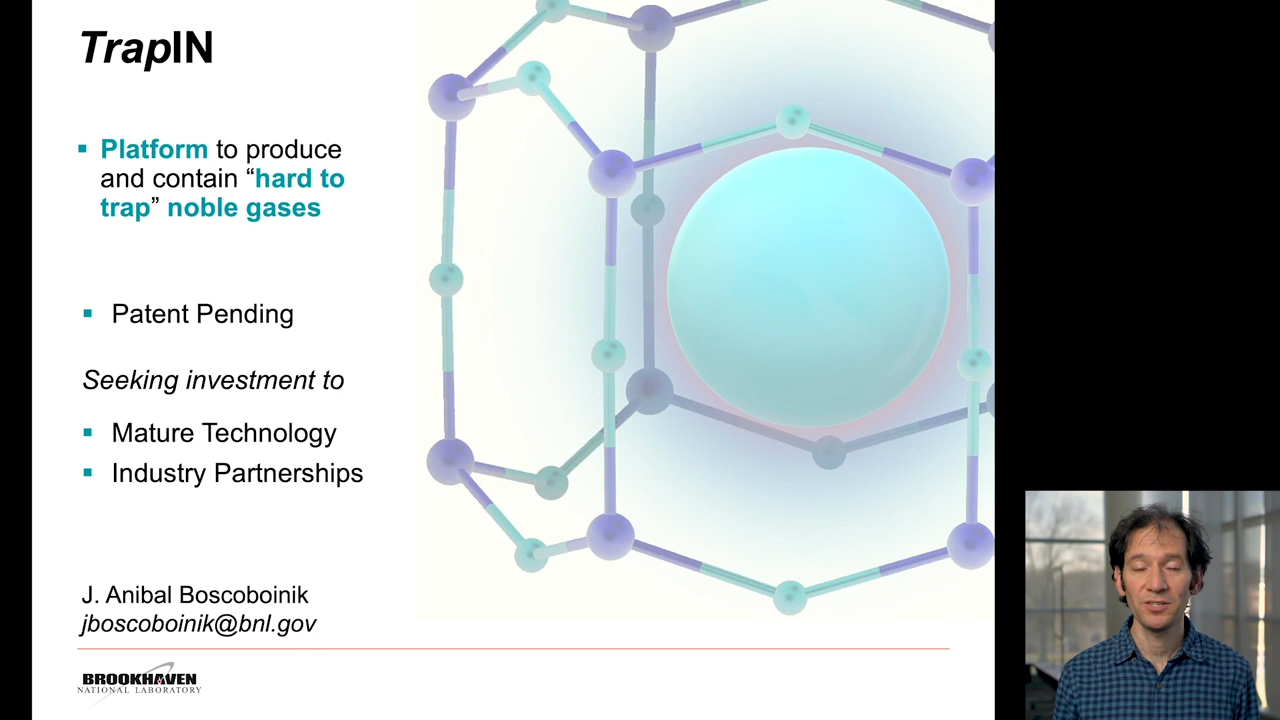 TrapIN
▪ Platform to produce
and contain “hard to
trap” noble gases
▪ Patent Pending
Seeking investment to
▪ Mature Technology
▪ Industry Partnerships
J. Anibal Boscoboinik
jboscoboinik@bnl.gov
BROOKHAVEN
NATIONAL LABORATORY